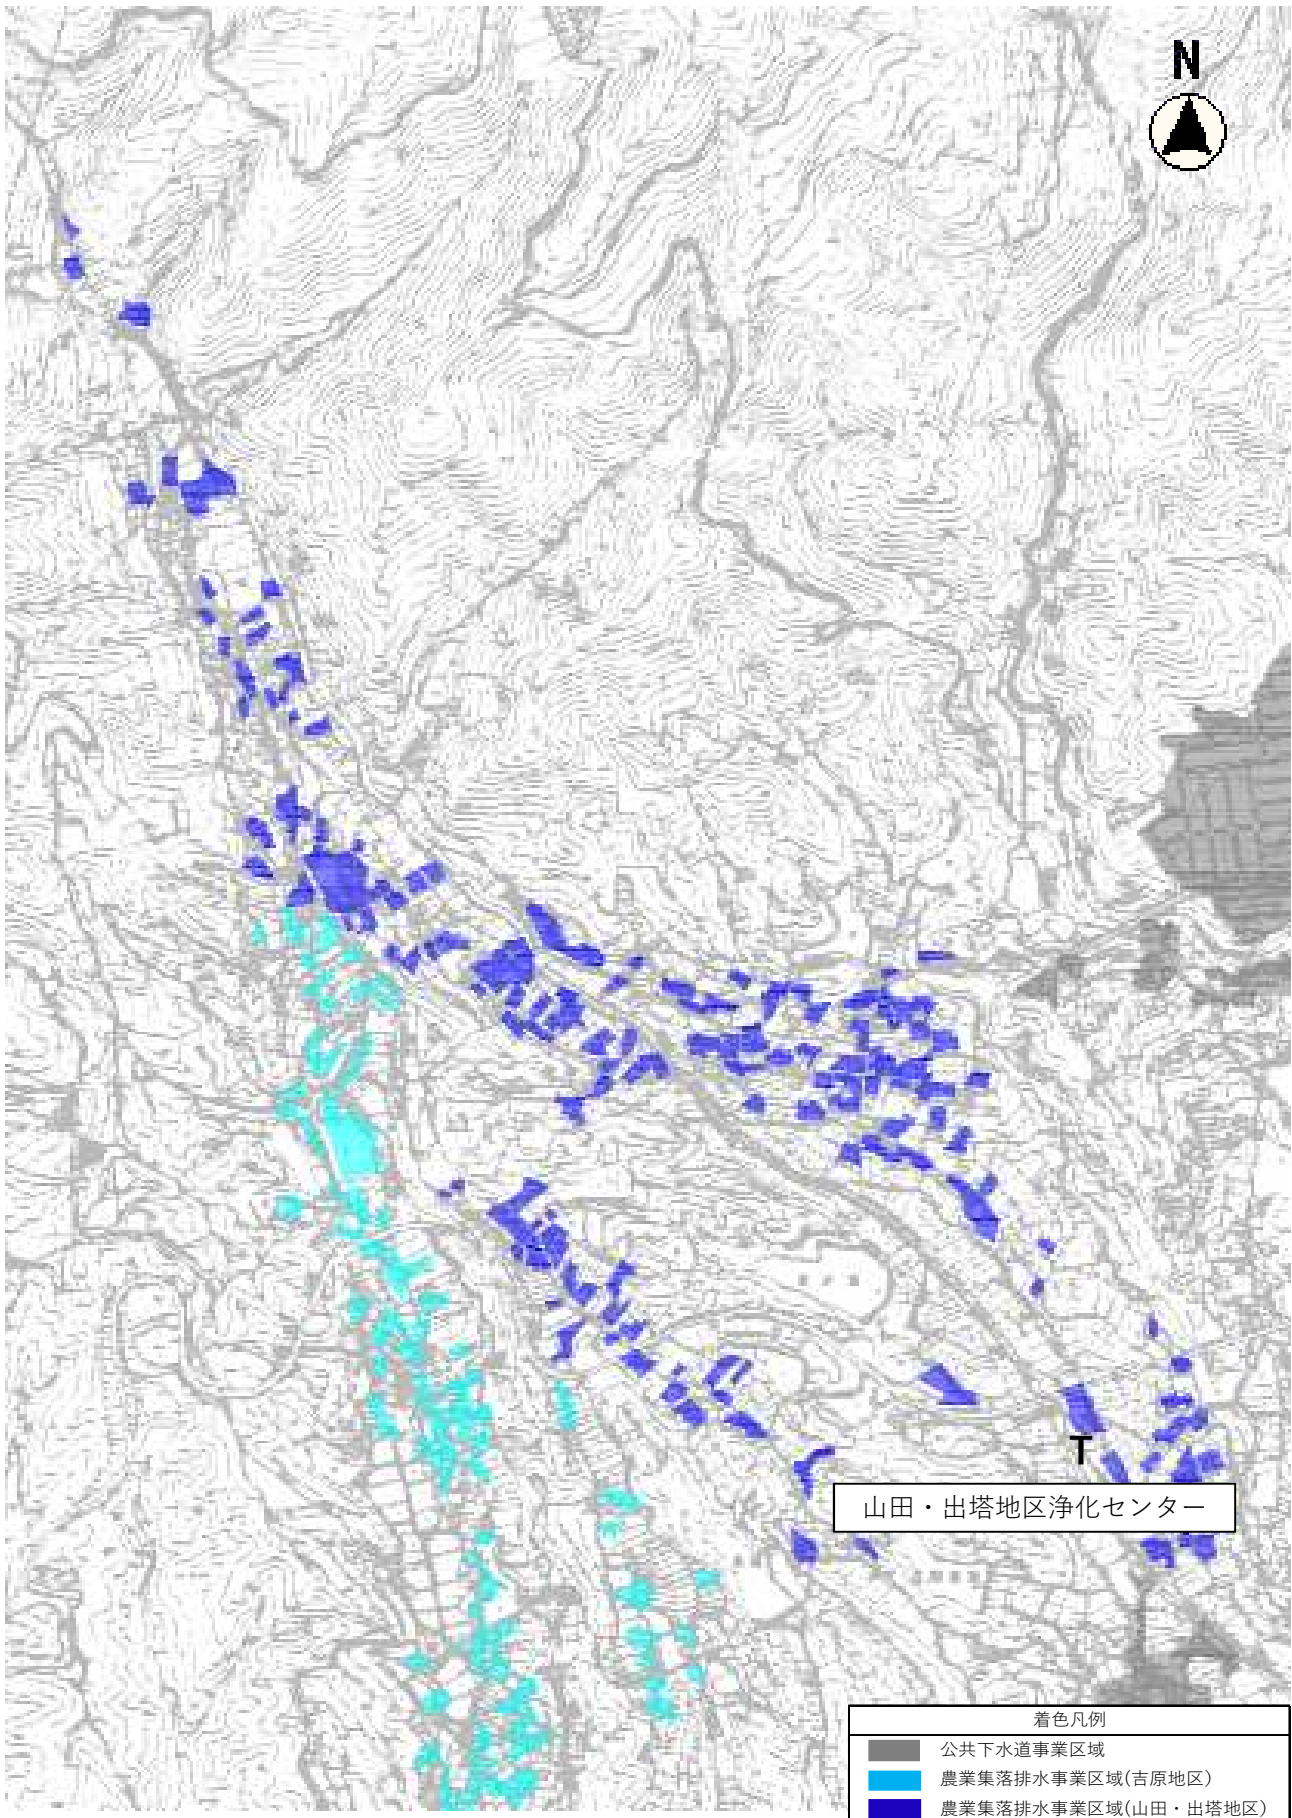 N
T
山田・出塔地区浄化センター
着色凡例
公共下水道事業区域
農業集落排水事業区域(吉原地区)
農業集落排水事業区域(山田・出塔地区)